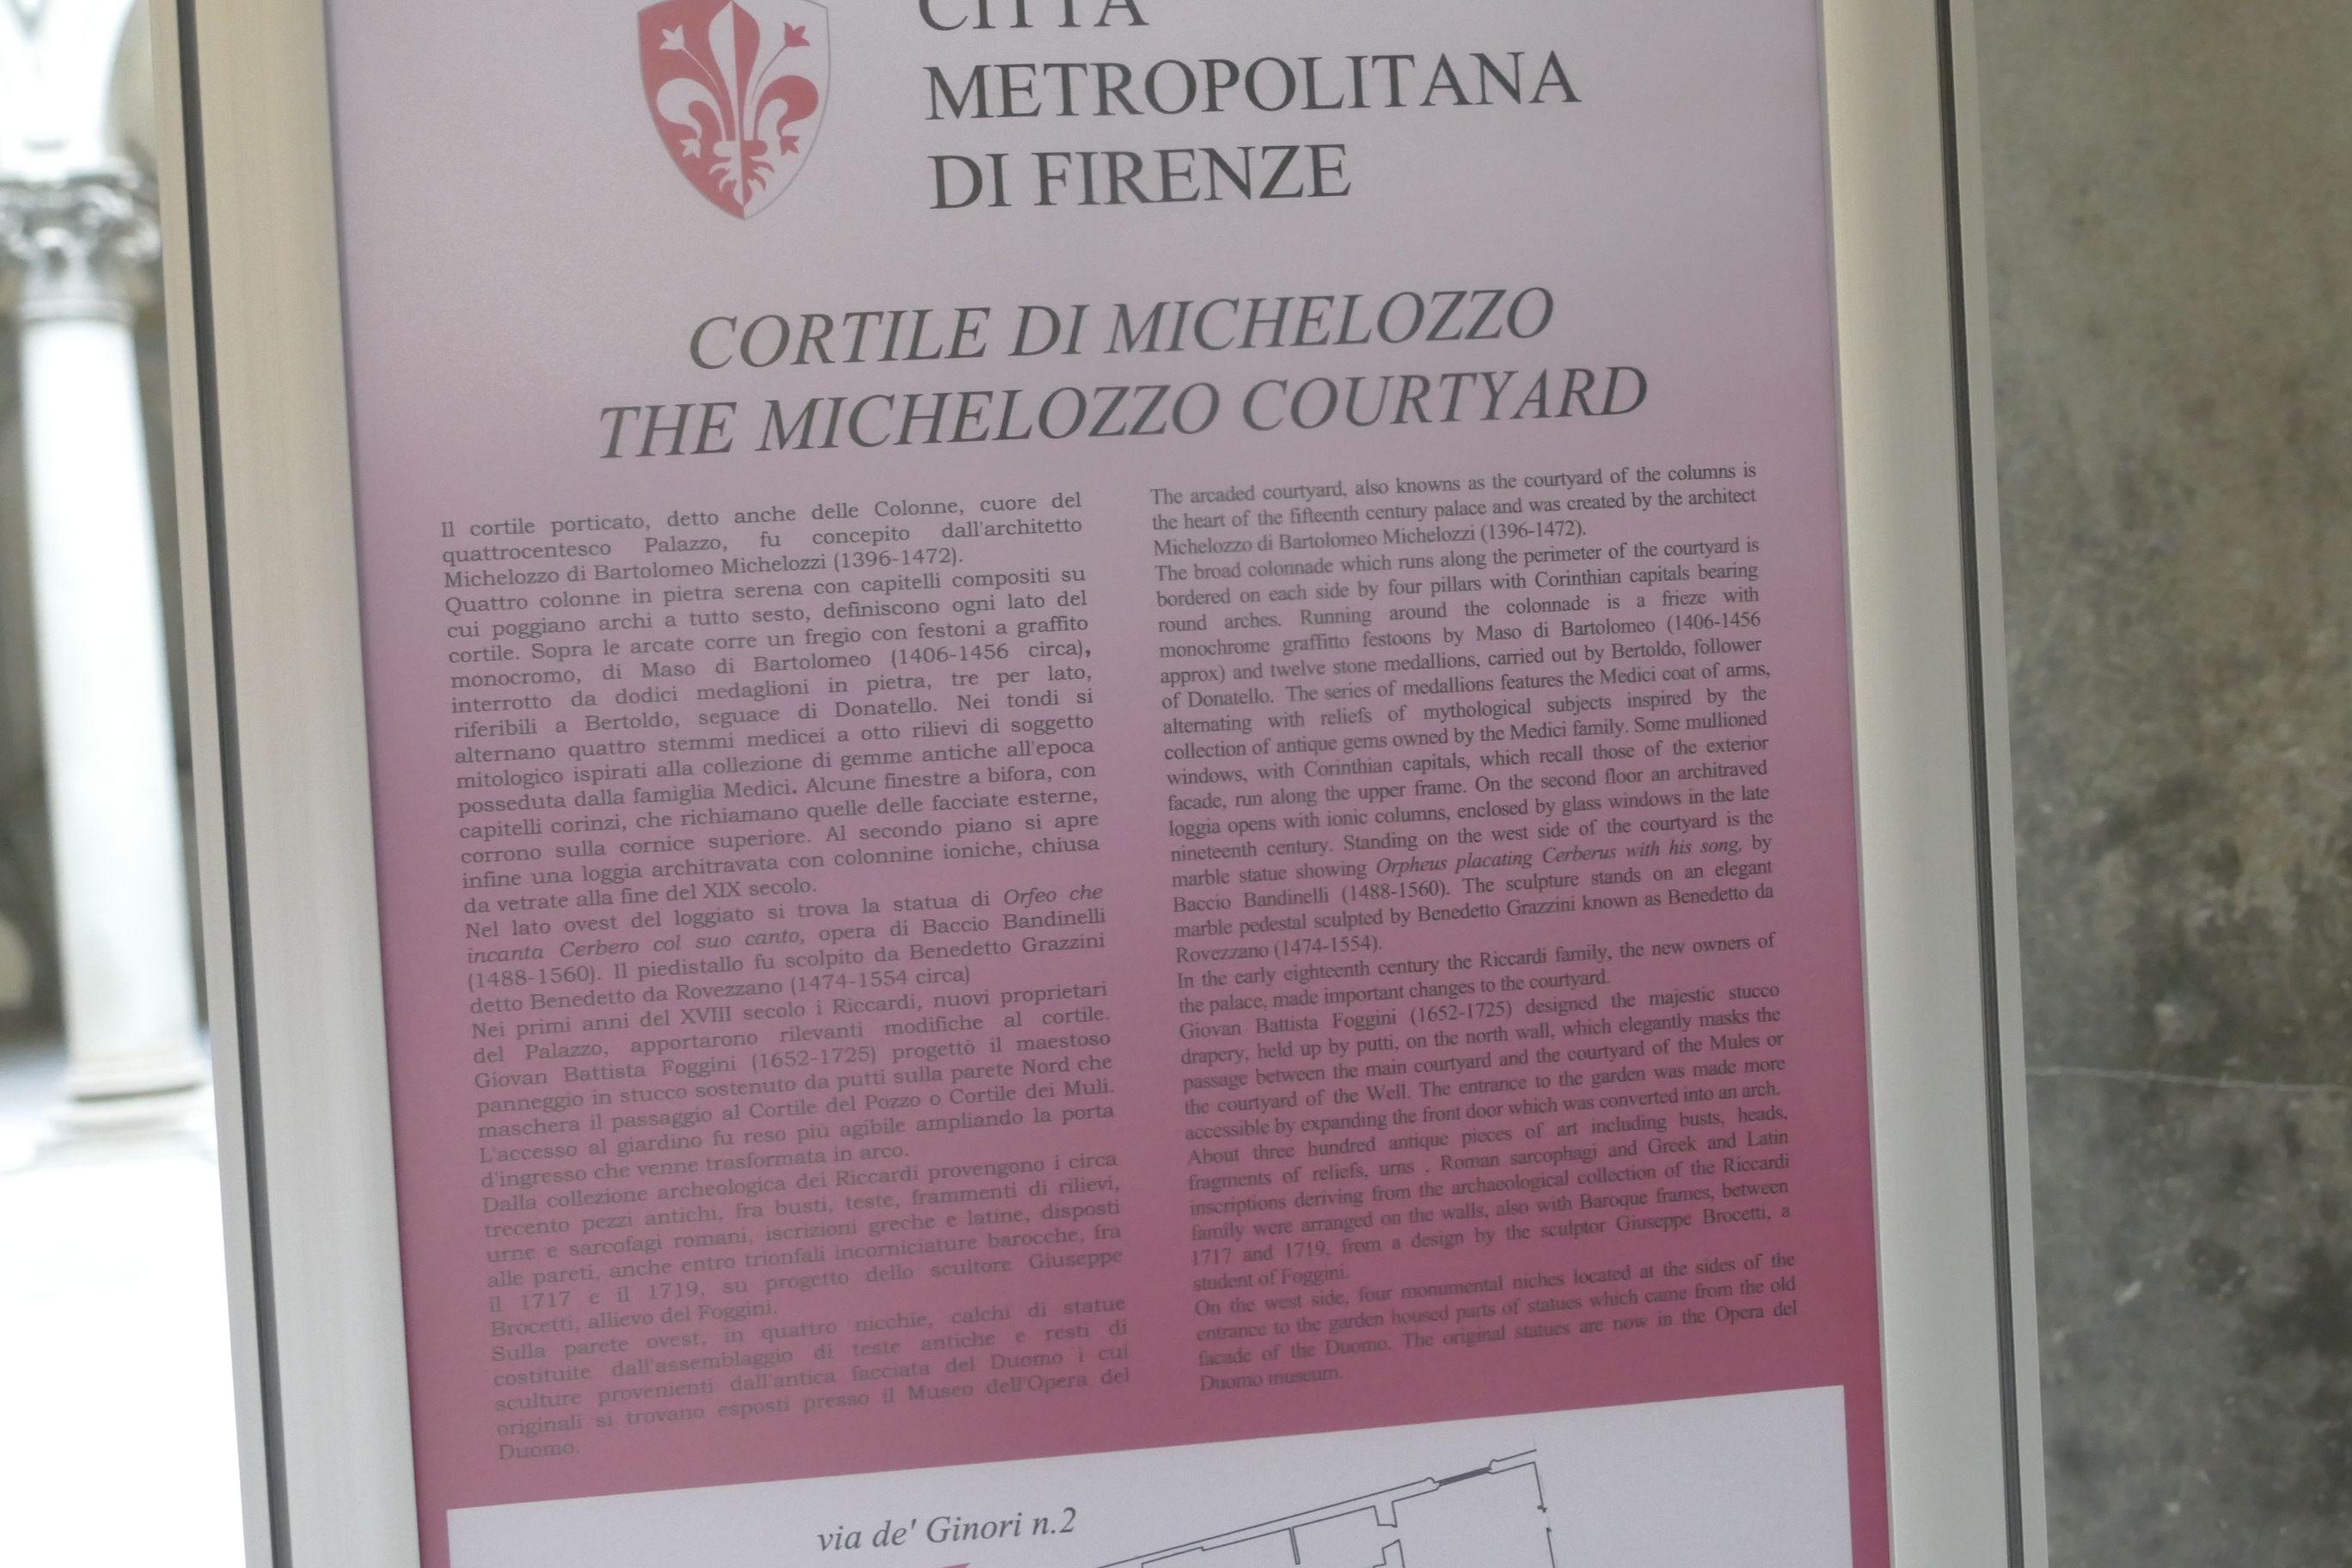 CITTÀ
METROPOLITANA
DI FIRENZE
CORTILE DI MICHELOZZO
THE MICHELOZZO COURTYARD
Il cortile porticato, detto anche delle Colonne, cuore del
quattrocentesco Palazzo, fu concepito dall'architetto
Michelozzo di Bartolomeo Michelozzi (1396-1472).
Quattro colonne in pietra serena con capitelli compositi su
cui poggiano archi a tutto sesto, definiscono ogni lato del
cortile. Sopra le arcate corre un fregio con festoni a graffito
monocromo, di Maso di Bartolomeo (1406-1456 circa),
interrotto da dodici medaglioni in pietra, tre per lato,
riferibili a Bertoldo, seguace di Donatello. Nei tondi si
alternano quattro stemmi medicei a otto rilievi di soggetto
mitologico ispirati alla collezione di gemme antiche all'epoca
posseduta dalla famiglia Medici. Alcune finestre a bifora, con
capitelli corinzi, che richiamano quelle delle facciate esterne,
corrono sulla cornice superiore. Al secondo piano si apre
infine una loggia architravata con colonnine ioniche, chiusa
da vetrate alla fine del XIX secolo.
Nel lato ovest del loggiato si trova la statua di Orfeo che
incanta Cerbero col suo canto, opera di Baccio Bandinelli
(1488-1560). Il piedistallo fu scolpito da Benedetto Grazzini
detto Benedetto da Rovezzano (1474-1554 circa)
Nei primi anni del XVIII secolo i Riccardi, nuovi proprietari
del Palazzo, apportarono rilevanti modifiche al cortile.
Giovan Battista Foggini (1652-1725) progettò il maestoso
panneggio in stucco sostenuto da putti sulla parete Nord che
maschera il passaggio al Cortile del Pozzo o Cortile dei Muli.
L'accesso al giardino fu reso più agibile ampliando la porta
d'ingresso che venne trasformata in arco.
Dalla collezione archeologica dei Riccardi provengono i circa
trecento pezzi antichi, fra busti, teste, frammenti di rilievi,
urne e sarcofagi romani, iscrizioni greche e latine, disposti
alle pareti, anche entro trionfali incorniciature barocche, fra
il 1717 e il 1719, su progetto dello scultore Giuseppe
Brocetti, allievo del Foggini.
Sulla parete ovest, in quattro nicchie, calchi di statue
costituite dall'assemblaggio di teste antiche e resti di
sculture provenienti dall'antica facciata del Duomo i cui
originali si trovano esposti presso il Museo dell'Opera del
Duomo.
The arcaded courtyard, also knowns as the courtyard of the columns is
the heart of the fifteenth century palace and was created by the architect
Michelozzo di Bartolomeo Michelozzi (1396-1472).
The broad colonnade which runs along the perimeter of the courtyard is
bordered on each side by four pillars with Corinthian capitals bearing
round arches. Running around the colonnade is a frieze with
monochrome graffitto festoons by Maso di Bartolomeo (1406-1456
approx) and twelve stone medallions, carried out by Bertoldo, follower
of Donatello. The series of medallions features the Medici coat of arms,
alternating with reliefs of mythological subjects inspired by the
collection of antique gems owned by the Medici family. Some mullioned
windows, with Corinthian capitals, which recall those of the exterior
facade, run along the upper frame. On the second floor an architraved
loggia opens with ionic columns, enclosed by glass windows in the late
nineteenth century. Standing on the west side of the courtyard is the
marble statue showing Orpheus placating Cerberus with his song, by
Baccio Bandinelli (1488-1560). The sculpture stands on an elegant
marble pedestal sculpted by Benedetto Grazzini known as Benedetto da
Rovezzano (1474-1554).
In the early eighteenth century the Riccardi family, the new owners of
the palace, made important changes to the courtyard.
Giovan Battista Foggini (1652-1725) designed the majestic stucco
drapery, held up by putti, on the north wall, which elegantly masks the
passage between the main courtyard and the courtyard of the Mules or
the courtyard of the Well. The entrance to the garden was made more
accessible by expanding the front door which was converted into an arch.
About three hundred antique pieces of art including busts, heads,
fragments of reliefs, urns . Roman sarcophagi and Greek and Latin
inscriptions deriving from the archaeological collection of the Riccardi
family were arranged on the walls, also with Baroque frames, between
1717 and 1719, from a design by the sculptor Giuseppe Brocetti, a
student of Foggini.
On the west side, four monumental niches located at the sides of the
entrance to the garden housed parts of statues which came from the old
facade of the Duomo. The original statues are now in the Opera del
Duomo museum.
via de' Ginori n.2